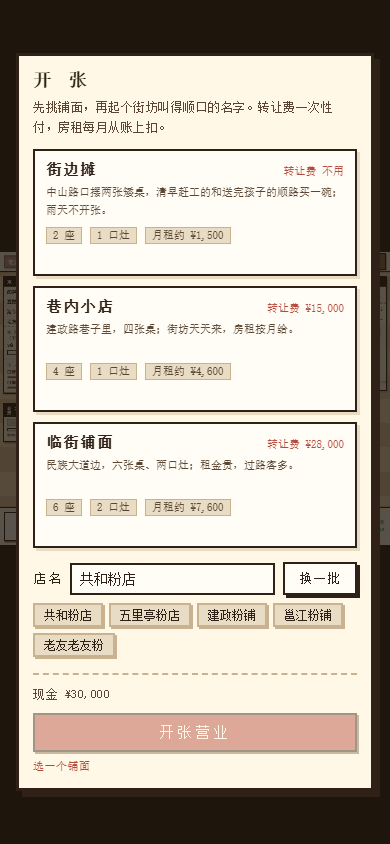 开 张
先挑铺面，再起个街坊叫得顺口的名字。转让费一次性
付，房租每月从账上扣。
街边摊 转让费 不用
中山路口摆两张矮桌，清早赶工的和送完孩子的顺路买一碗；
雨天不开张。
2 座 1 口灶 月租约 ¥1,500
巷内小店 转让费 ¥15,000
建政路巷子里，四张桌；街坊天天来，房租按月给。
4 座 1 口灶 月租约 ¥4,600
临街铺面 转让费 ¥28,000
民族大道边，六张桌、两口灶；租金贵，过路客多。
6 座 2 口灶 月租约 ¥7,600
店名 共和粉店 换一批
共和粉店 五里亭粉店 建政粉铺 邕江粉铺
老友老友粉
现金 ¥30,000
开张营业
选一个铺面